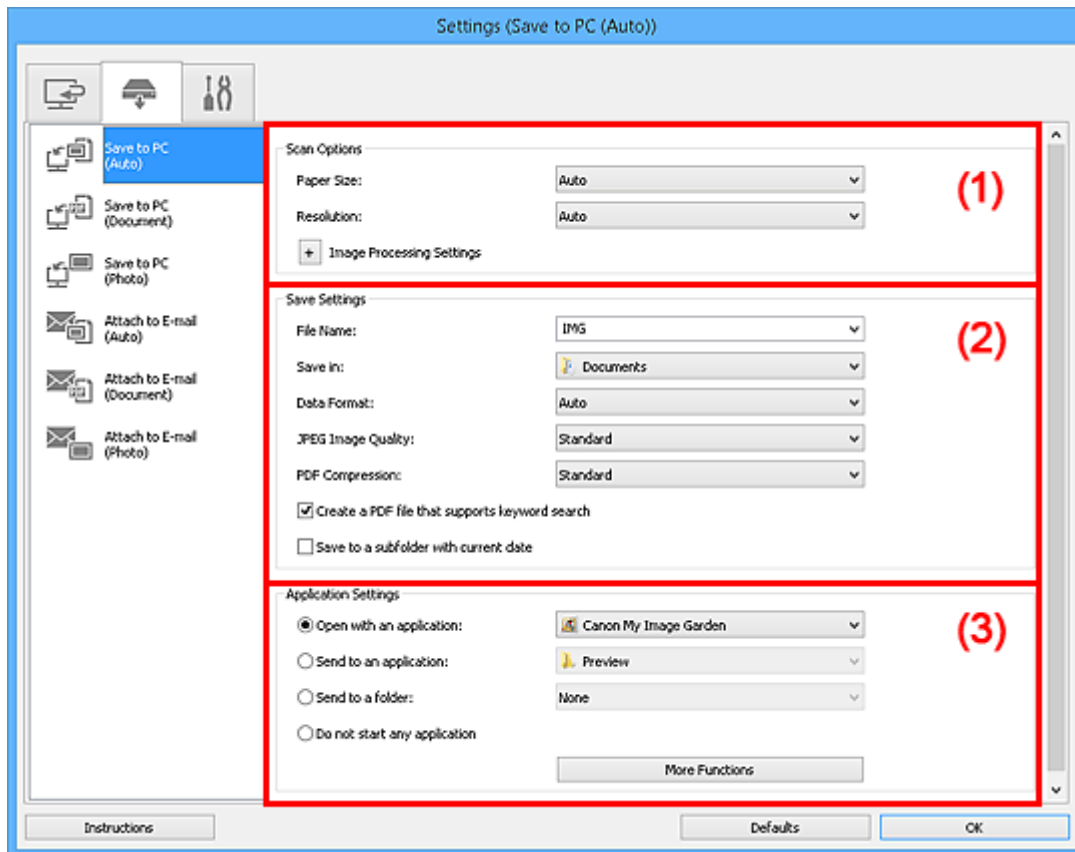 Settings (Save to PC (Auto))
Save to PC
(Auto)
Save to PC
(Document)
Save to PC
(Photo)
Attach to E-mail
(Auto)
Attach to E-mail
(Document)
Attach to E-mail
(Photo)
Scan Options
(1)
Paper Size: Auto
Resolution: Auto
+ Image Processing Settings
Save Settings
(2)
File Name: IMG
Save in: Documents
Data Format: Auto
JPEG Image Quality: Standard
PDF Compression: Standard
Create a PDF file that supports keyword search
Save to a subfolder with current date
Application Settings
(3)
Open with an application: Canon My Image Garden
Send to an application: Preview
Send to a folder: None
Do not start any application
More Functions
Instructions Defaults OK